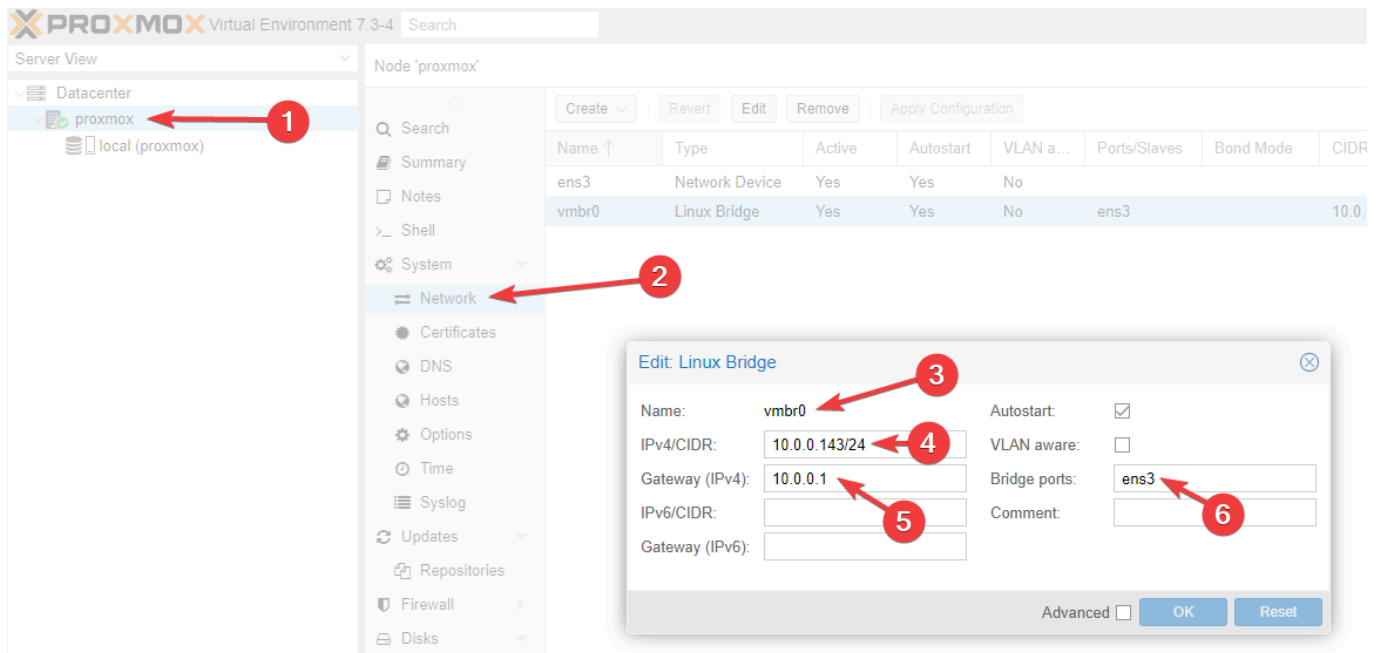 PROXMOX Virtual Environment 7.3-4 Search
Server View
Datacenter
proxmox
local (proxmox)
1
Node 'proxmox'
Search
Summary
Notes
Shell
System
Network
Certificates
DNS
Hosts
Options
Time
Syslog
Updates
Repositories
Firewall
Disks
2
Create Revert Edit Remove Apply Configuration
Name Type Active Autostart VLAN a... Ports/Slaves Bond Mode CIDR
ens3 Network Device Yes Yes No
vmbr0 Linux Bridge Yes Yes No ens3 10.0.
Edit: Linux Bridge
3
Name: vmbr0 Autostart:
IPv4/CIDR: 10.0.0.143/24 4 VLAN aware:
Gateway (IPv4): 10.0.0.1 5 Bridge ports: ens3 6
IPv6/CIDR: Comment:
Gateway (IPv6):
Advanced OK Reset